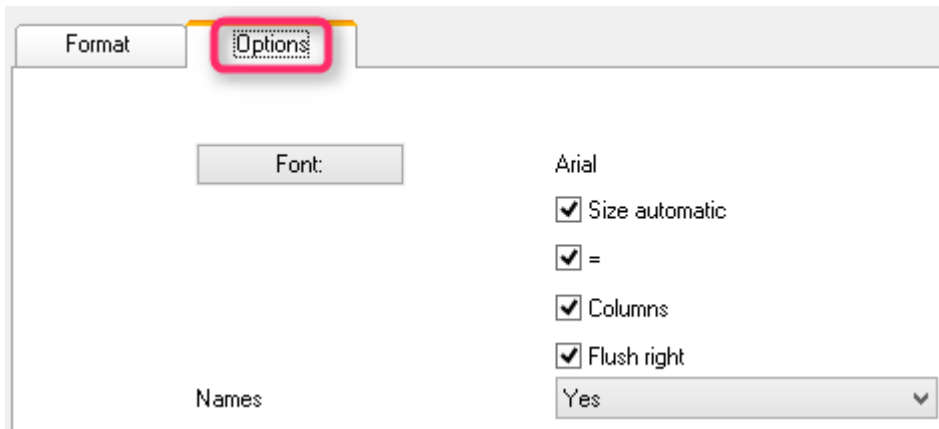 Format Options
Font: Arial
Size automatic
=
Columns
Flush right
Names Yes